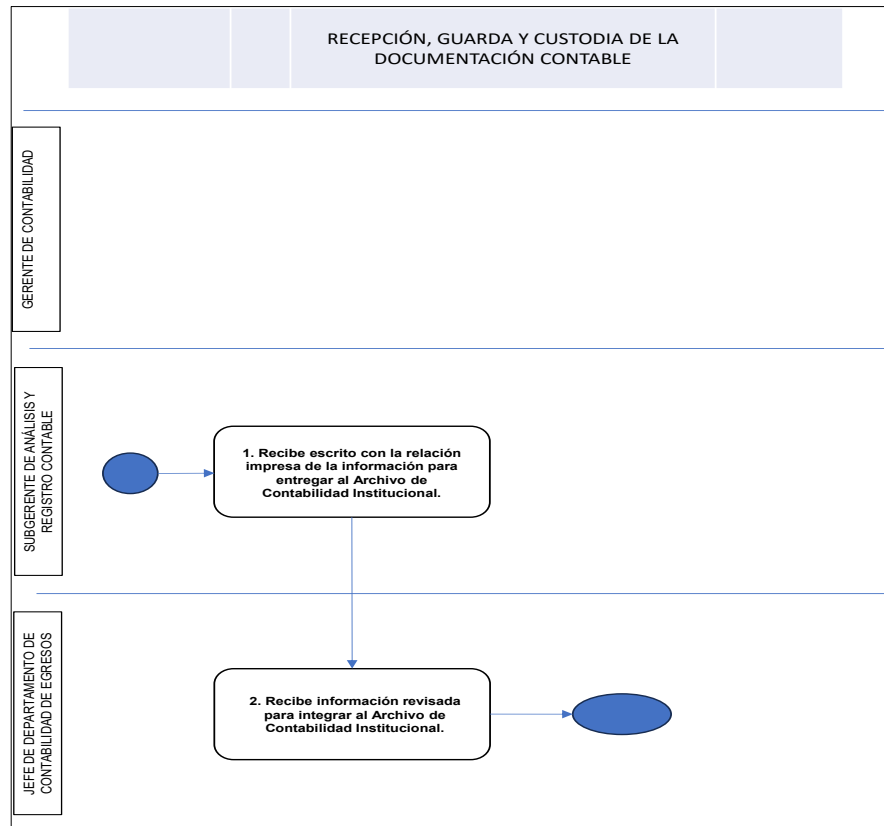 RECEPCIÓN, GUARDA Y CUSTODIA DE LA
DOCUMENTACIÓN CONTABLE
GERENTE DE CONTABILIDAD
SUBGERENTE DE ANÁLISIS Y
REGISTRO CONTABLE
1. Recibe escrito con la relación
impresa de la información para
entregar al Archivo de
Contabilidad Institucional.
JEFE DE DEPARTAMENTO DE
CONTABILIDAD DE EGRESOS
2. Recibe información revisada
para integrar al Archivo de
Contabilidad Institucional.